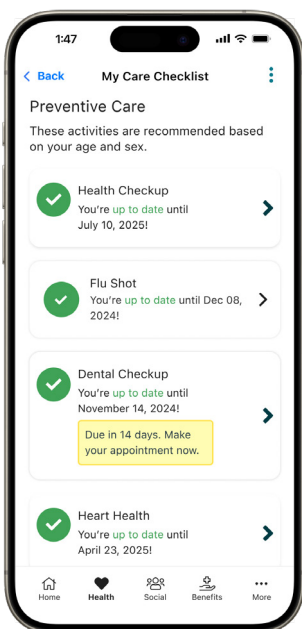 1:47
Back
My Care Checklist
Preventive Care
These activities are recommended based
on your age and sex.
Health Checkup
You're up to date until
July 10, 2025!
Flu Shot
You're up to date until Dec 08,
2024!
Dental Checkup
You're up to date until
November 14, 2024!
Due in 14 days. Make
your appointment now.
Heart Health
You're up to date until
April 23, 2025!
Home
Health
Social
Benefits
More